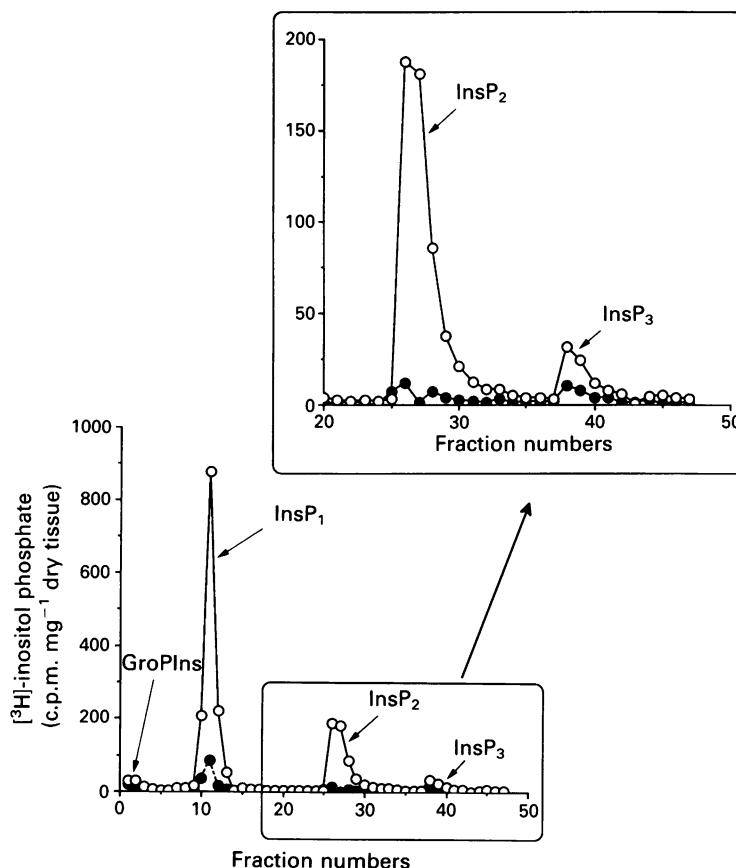 200
150
100
50
0
20
30
40
50
InsP₂
InsP₃
Fraction numbers
1000
800
600
400
200
0
[³H]-inositol phosphate
(c.p.m. mg⁻¹ dry tissue)
GroPIns
InsP₁
InsP₂
InsP₃
0
10
20
30
40
50
Fraction numbers